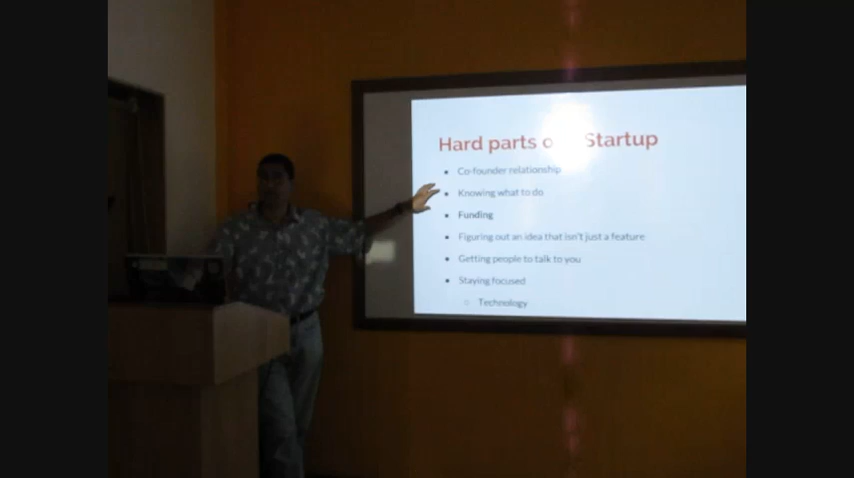 Hard parts o Startup
Co-founder relationship
Knowing what to do
Funding
Figuring out an idea that isn't just a feature
Getting people to talk to you
Staying focused
Technology